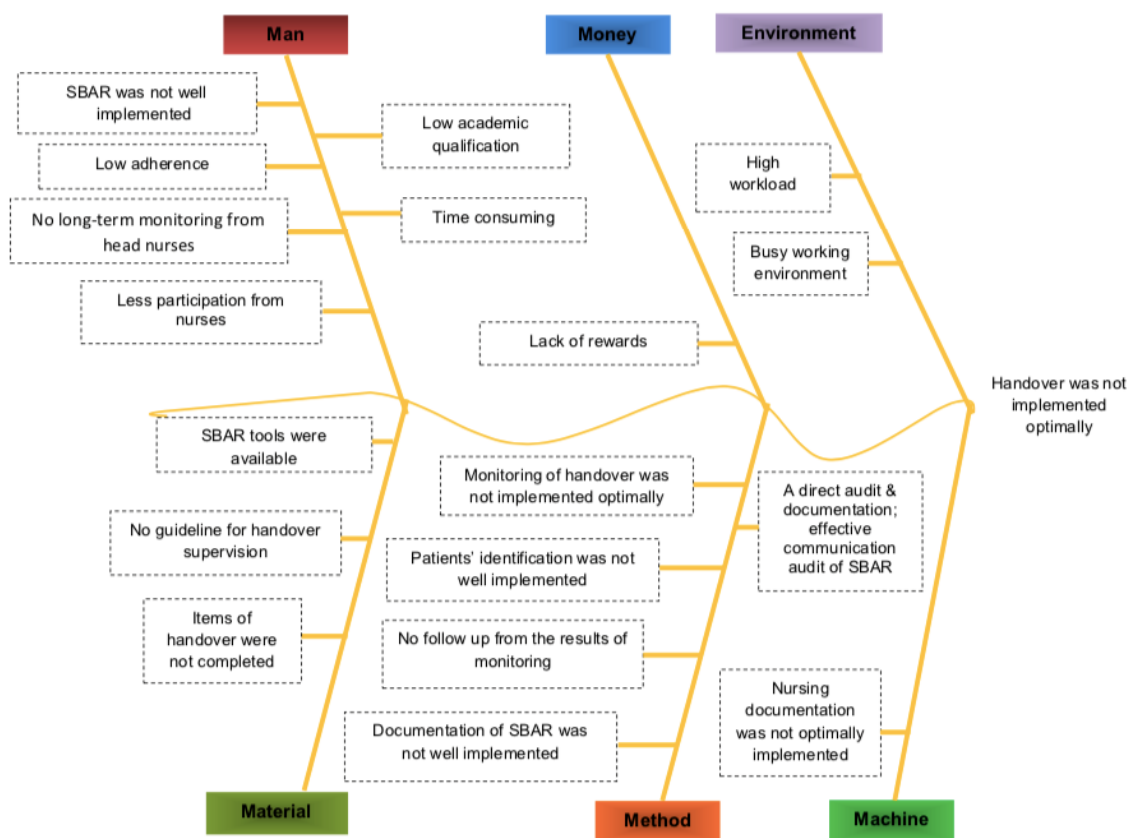 Man
Money
Environment
SBAR was not well
implemented
Low academic
qualification
Low adherence
High
workload
No long-term monitoring from
head nurses
Time consuming
Busy working
environment
Less participation from
nurses
Lack of rewards
Handover was not
implemented
optimally
SBAR tools were
available
Monitoring of handover was
not implemented optimally
A direct audit &
documentation;
effective
communication
audit of SBAR
No guideline for handover
supervision
Patients' identification was not
well implemented
Items of
handover were
not completed
No follow up from the results of
monitoring
Nursing
documentation
was not optimally
implemented
Documentation of SBAR was
not well implemented
Material
Method
Machine